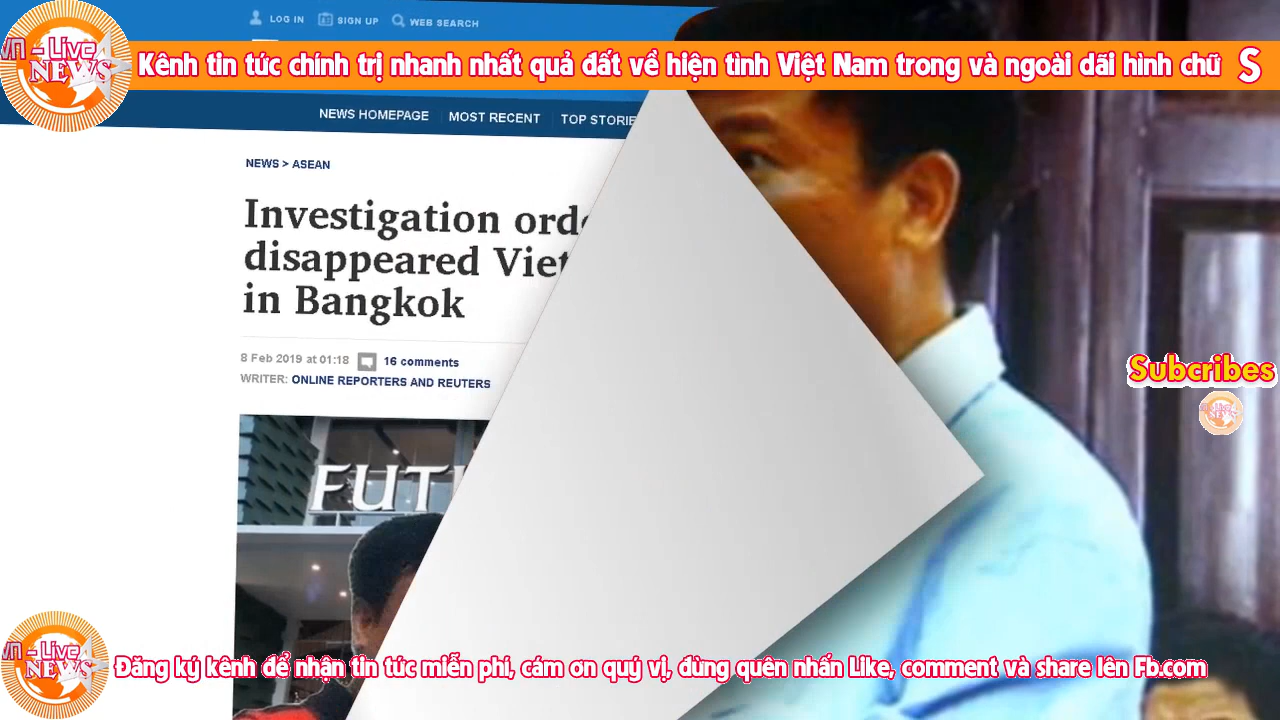 LOG IN SIGN UP WEB SEARCH
VN - Live
NEWS
Kênh tin tức chính trị nhanh nhất quả đất về hiện tình Việt Nam trong và ngoài dãi hình chữ S
NEWS HOMEPAGE MOST RECENT TOP STORIE
NEWS > ASEAN
Investigation orde
disappeared Viet
in Bangkok
8 Feb 2019 at 01:18 16 comments
WRITER: ONLINE REPORTERS AND REUTERS
Subcribes
FUT
VN - Live
NEWS
Đăng ký kênh để nhận tin tức miễn phí, cám ơn quý vị, đừng quên nhấn Like, comment và share lên Fb.com